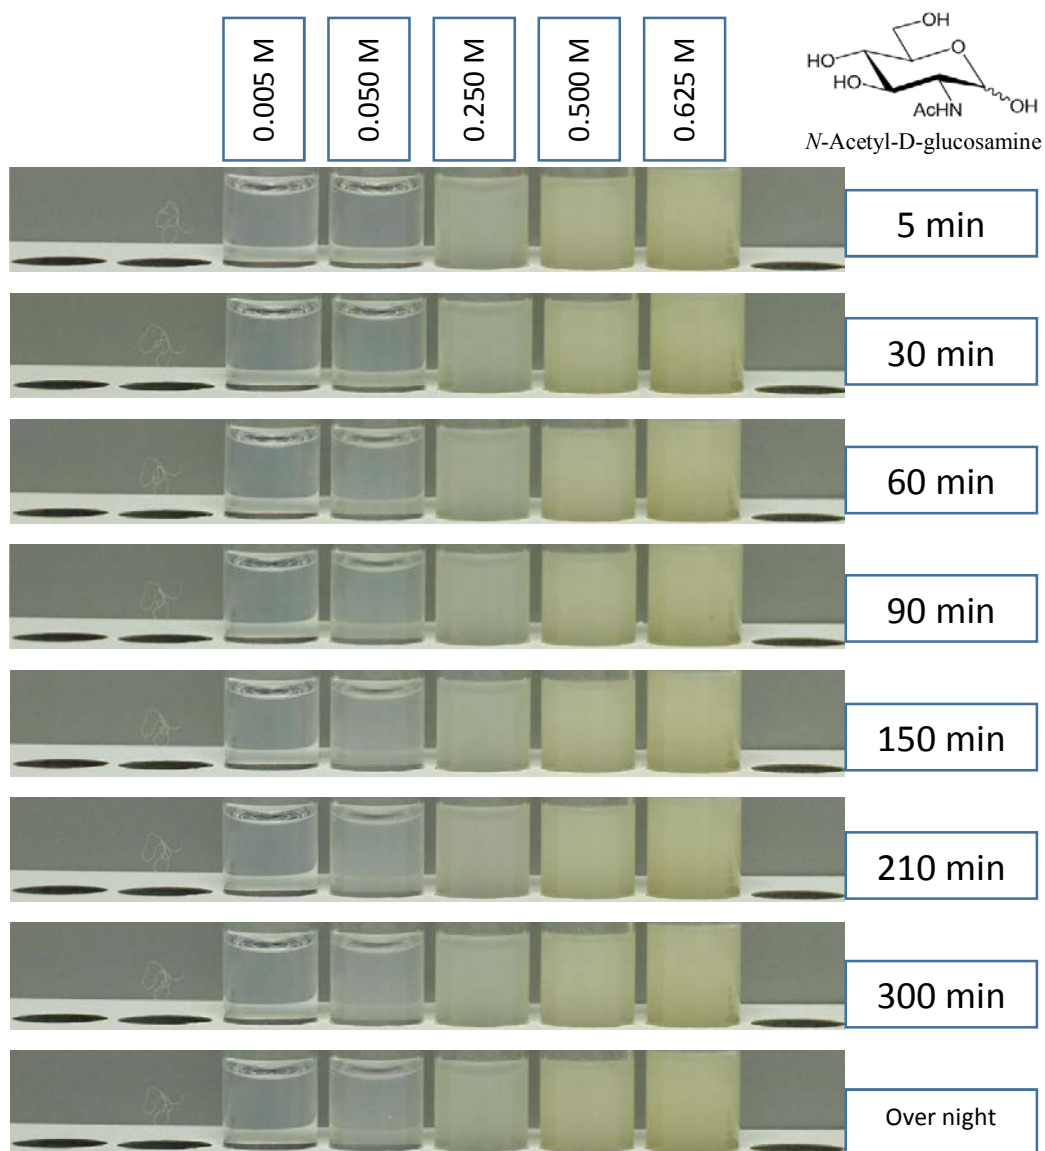 0.005 M
0.050 M
0.250 M
0.500 M
0.625 M
OH
O
HO
HO
AcHN
OH
N-Acetyl-D-glucosamine
5 min
30 min
60 min
90 min
150 min
210 min
300 min
Over night